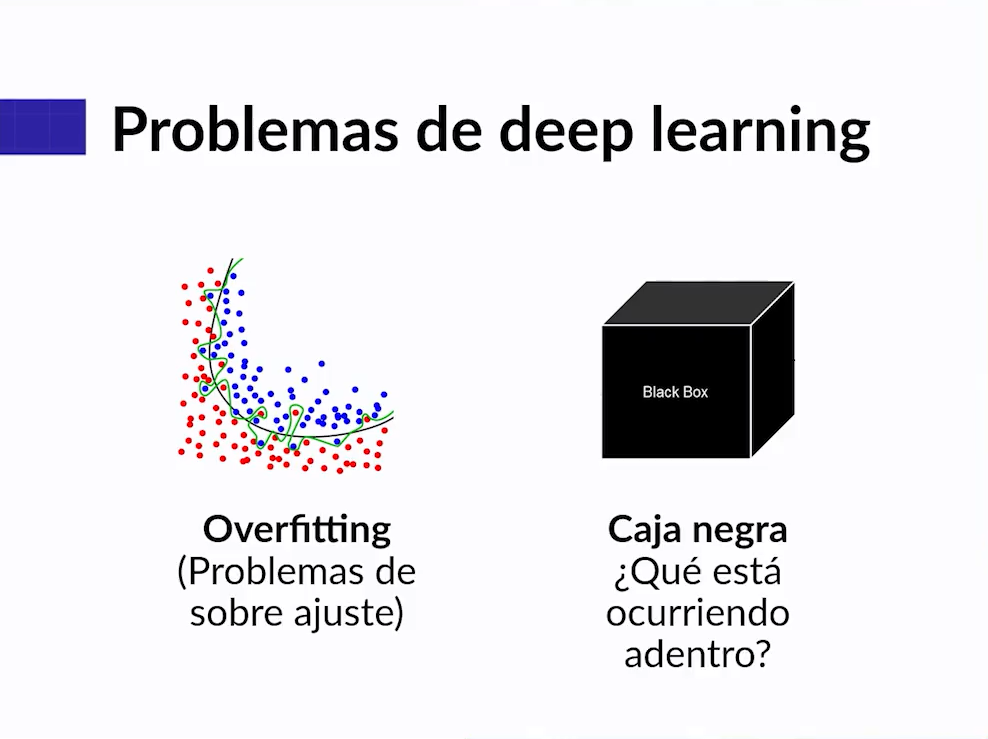 Problemas de deep learning
Black Box
Overfitting
(Problemas de
sobre ajuste)
Caja negra
¿Qué está
ocurriendo
adentro?